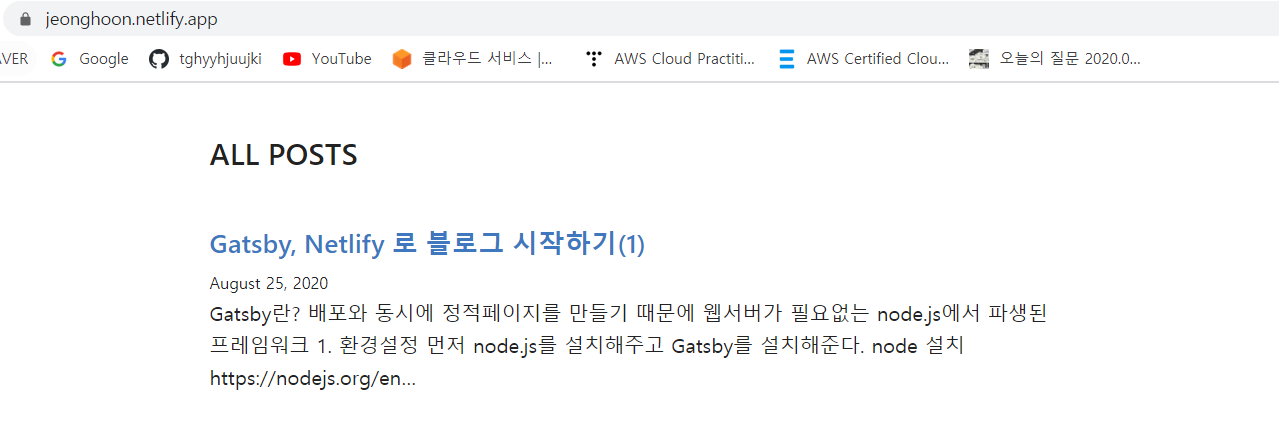 jeonghoon.netlify.app
AVER Google tghyyhjuujki YouTube 클라우드 서비스 |... AWS Cloud Practiti... AWS Certified Clou... 오늘의 질문 2020.0...
ALL POSTS
Gatsby, Netlify 로 블로그 시작하기(1)
August 25, 2020
Gatsby란? 배포와 동시에 정적페이지를 만들기 때문에 웹서버가 필요없는 node.js에서 파생된
프레임워크 1. 환경설정 먼저 node.js를 설치해주고 Gatsby를 설치해준다. node 설치
https://nodejs.org/en…